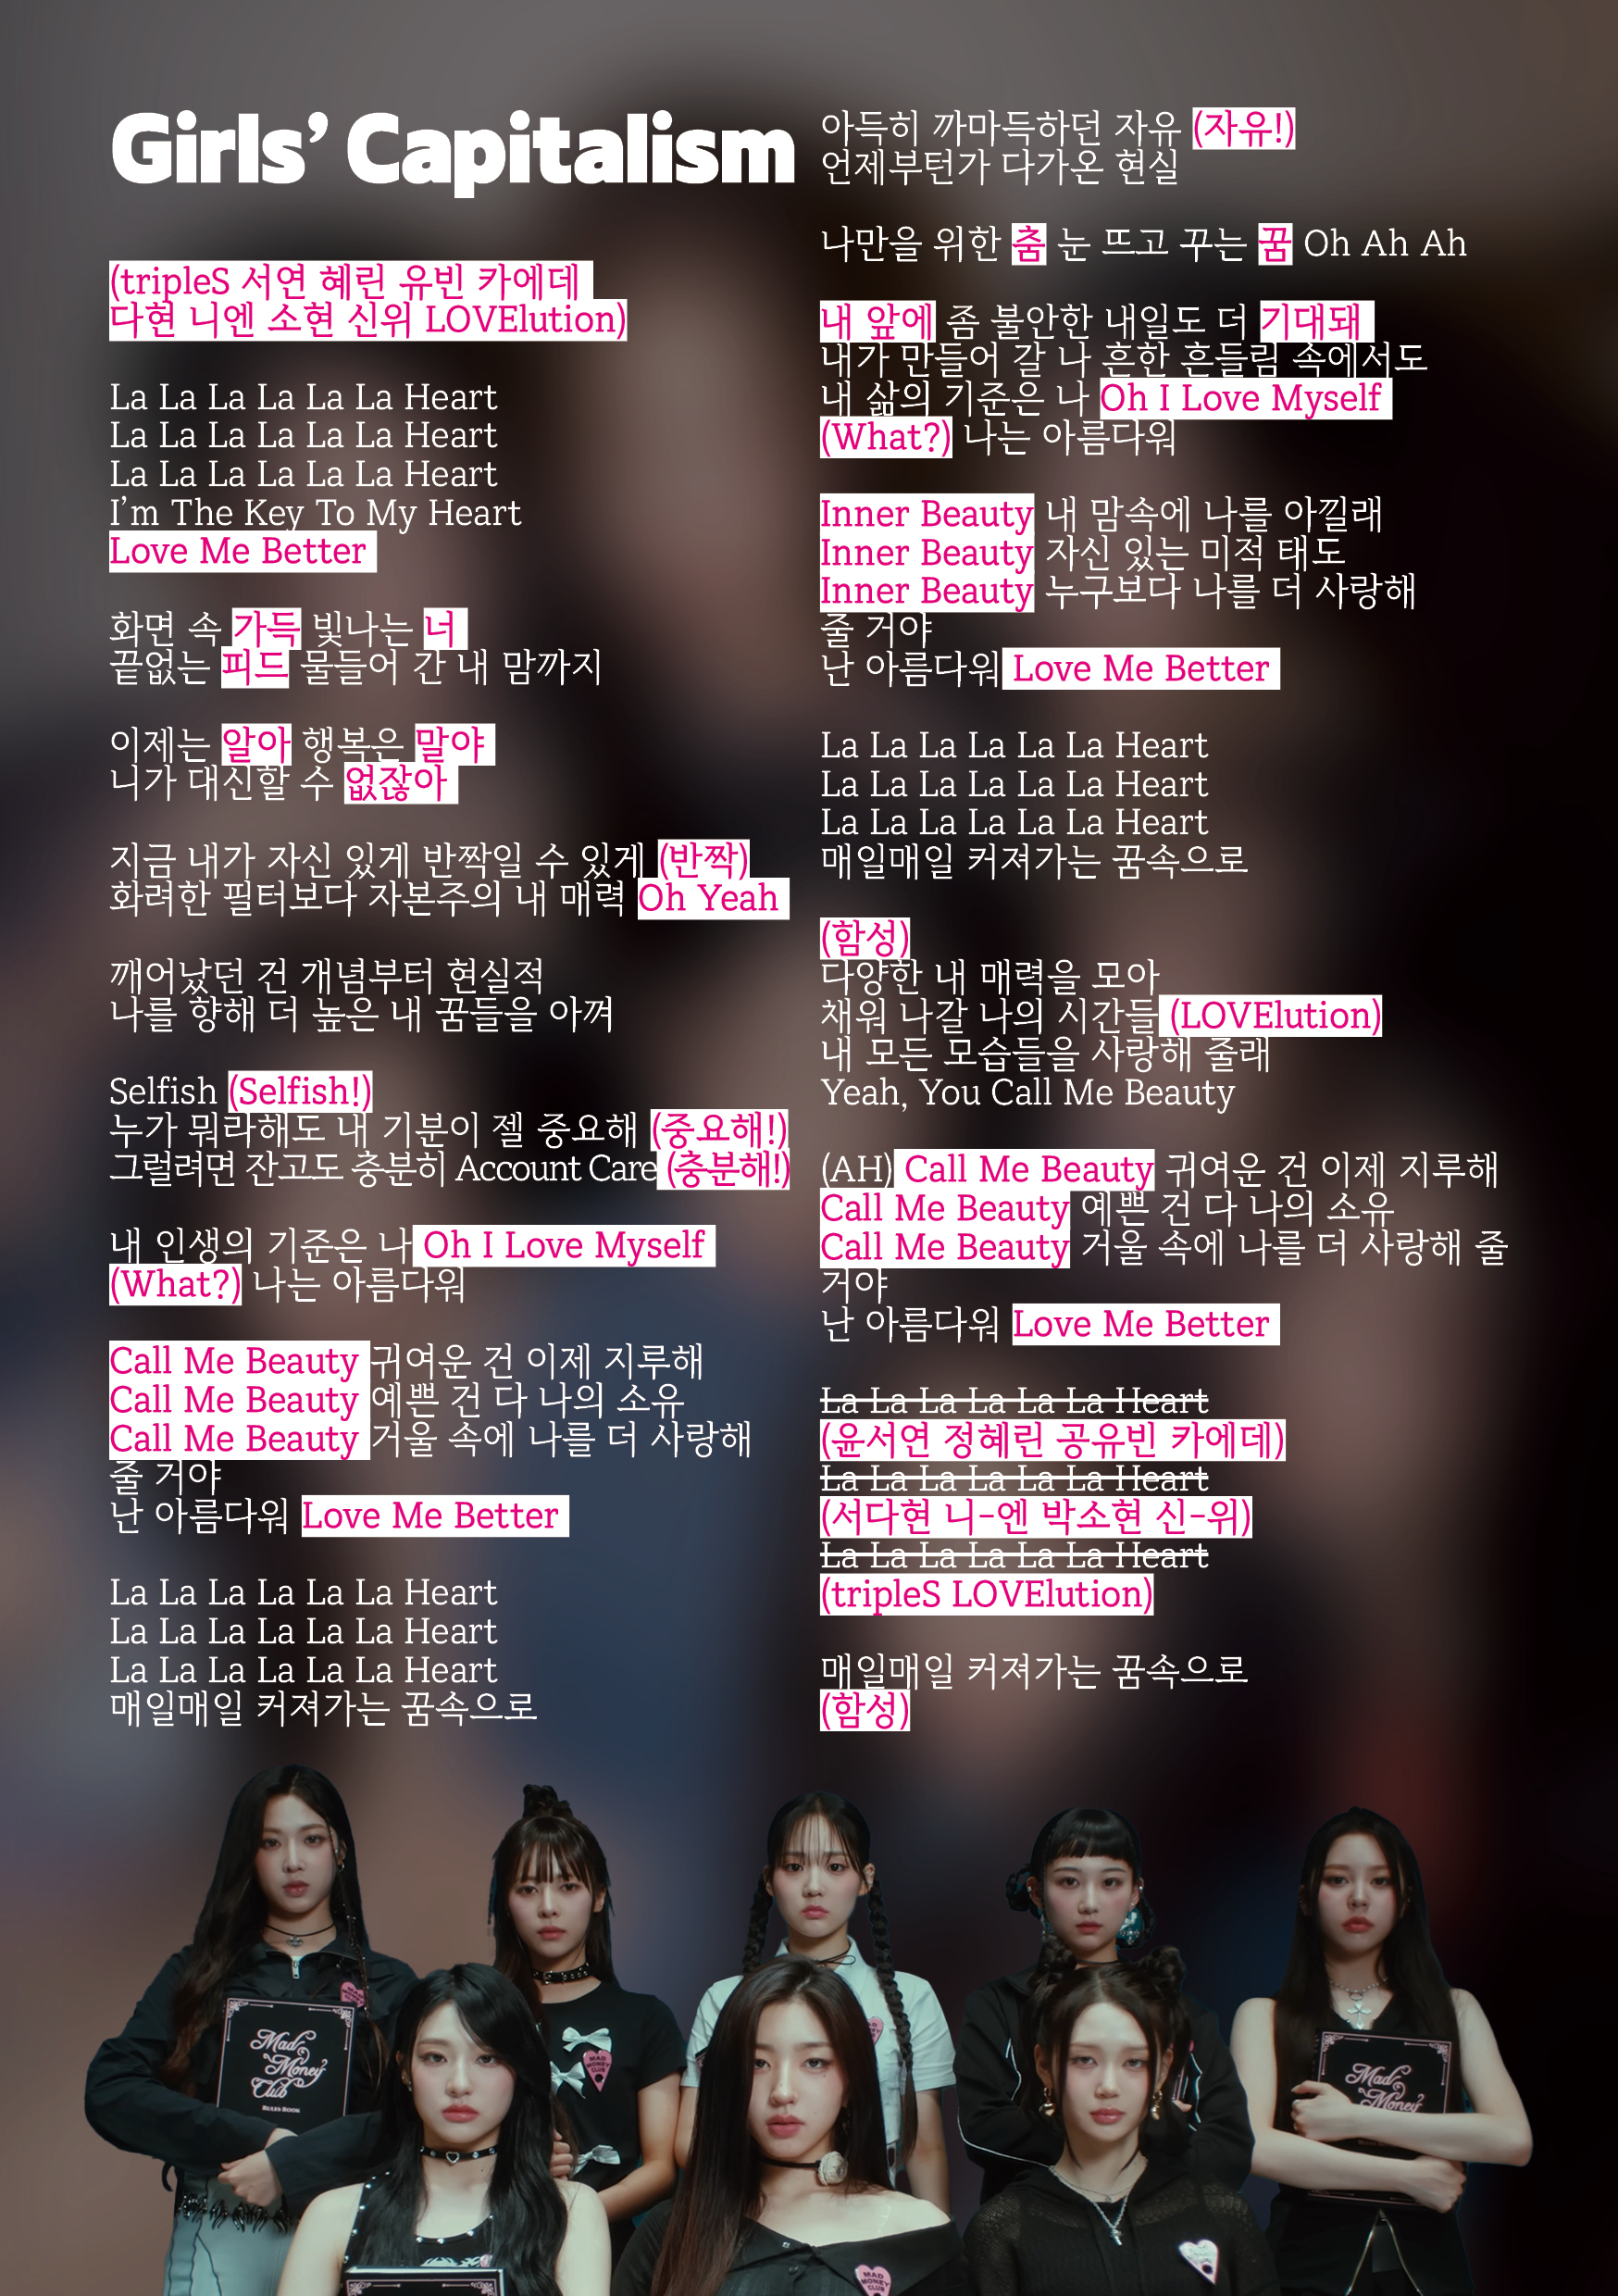 Girls’ Capitalism
(tripleS 서연 혜린 유빈 카에데
다현 니엔 소현 신위 LOVElution)
La La La La La La Heart
La La La La La La Heart
La La La La La La Heart
I’m The Key To My Heart
Love Me Better
화면 속 가득 빛나는 너
끝없는 피드 물들어 간 내 맘까지
이제는 알아 행복은 말야
니가 대신할 수 없잖아
지금 내가 자신 있게 반짝일 수 있게 (반짝)
화려한 필터보다 자본주의 내 매력 Oh Yeah
깨어났던 건 개념부터 현실적
나를 향해 더 높은 내 꿈들을 아껴
Selfish (Selfish!)
누가 뭐라해도 내 기분이 젤 중요해 (중요해!)
그럴려면 잔고도 충분히 Account Care (충분해!)
내 인생의 기준은 나 Oh I Love Myself
(What?) 나는 아름다워
Call Me Beauty 귀여운 건 이제 지루해
Call Me Beauty 예쁜 건 다 나의 소유
Call Me Beauty 거울 속에 나를 더 사랑해
줄 거야
난 아름다워 Love Me Better
La La La La La La Heart
La La La La La La Heart
La La La La La La Heart
매일매일 커져가는 꿈속으로
아득히 까마득하던 자유 (자유!)
언제부턴가 다가온 현실
나만을 위한 춤 눈 뜨고 꾸는 꿈 Oh Ah Ah
내 앞에 좀 불안한 내일도 더 기대돼
내가 만들어 갈 나 흔한 흔들림 속에서도
내 삶의 기준은 나 Oh I Love Myself
(What?) 나는 아름다워
Inner Beauty 내 맘속에 나를 아낄래
Inner Beauty 자신 있는 미적 태도
Inner Beauty 누구보다 나를 더 사랑해
줄 거야
난 아름다워 Love Me Better
La La La La La La Heart
La La La La La La Heart
La La La La La La Heart
매일매일 커져가는 꿈속으로
(함성)
다양한 내 매력을 모아
채워 나갈 나의 시간들 (LOVElution)
내 모든 모습들을 사랑해 줄래
Yeah, You Call Me Beauty
(AH) Call Me Beauty 귀여운 건 이제 지루해
Call Me Beauty 예쁜 건 다 나의 소유
Call Me Beauty 거울 속에 나를 더 사랑해 줄
거야
난 아름다워 Love Me Better
La La La La La La Heart
(윤서연 정혜린 공유빈 카에데)
La La La La La La Heart
(서다현 니-엔 박소현 신-위)
La La La La La La Heart
(tripleS LOVElution)
매일매일 커져가는 꿈속으로
(함성)
Mad
Money
Club
RULES BOOK
MAD
MONEY
CLUB
Mad
Money
MAD
MONEY
CLUB